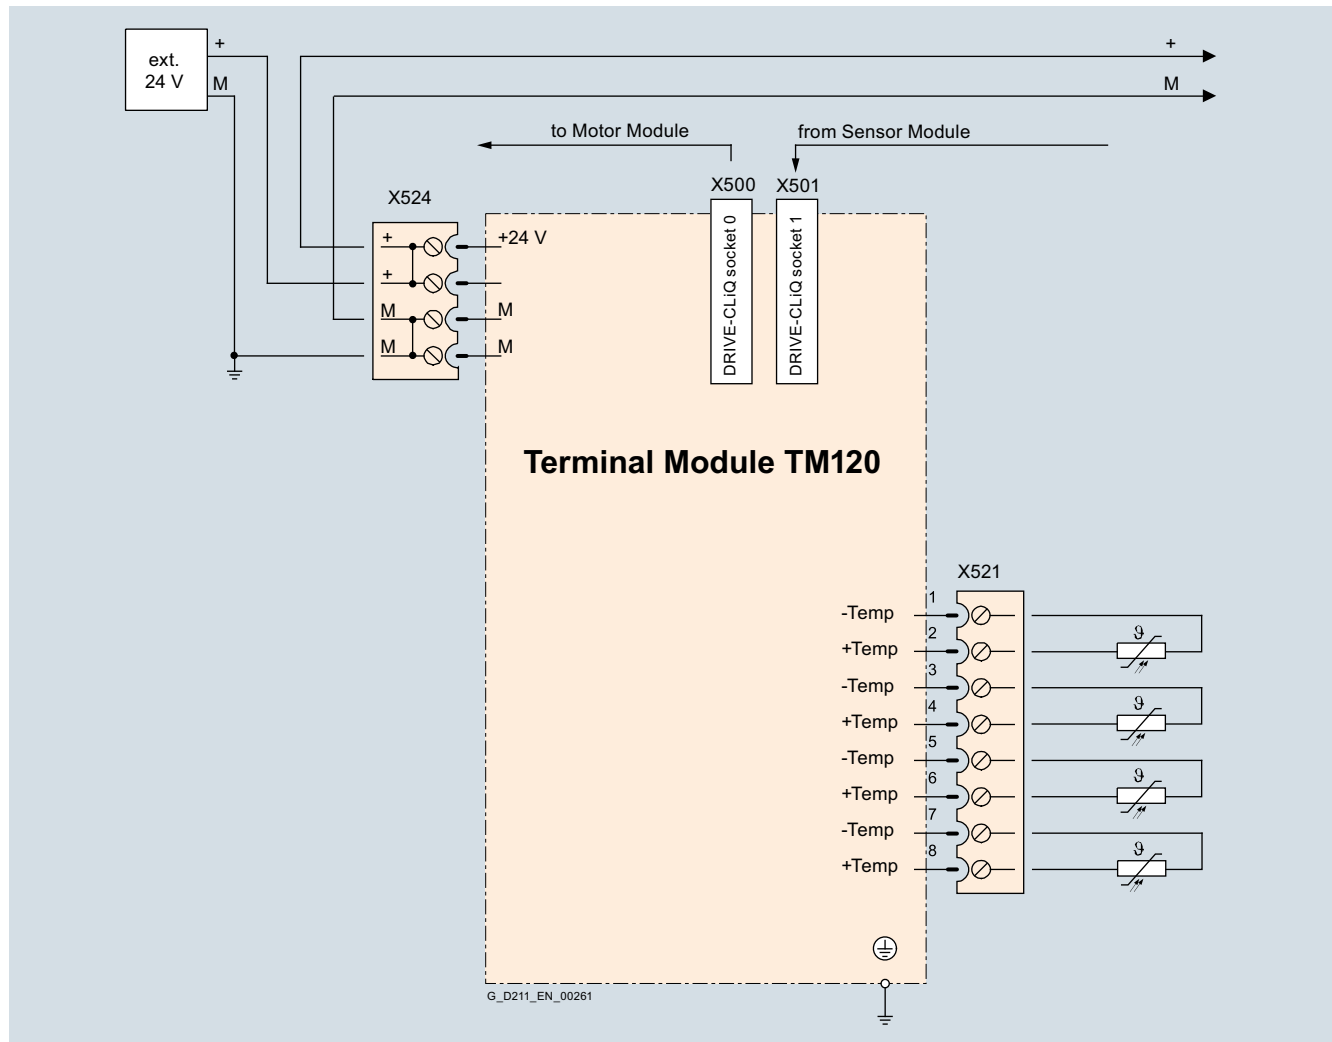 ext.
24 V
+
M
+
M
to Motor Module
from Sensor Module
X500
X501
X524
DRIVE-CLiQ socket 0
DRIVE-CLiQ socket 1
+
+24 V
+
M
M
M
M
Terminal Module TM120
X521
-Temp 1
+Temp 2
-Temp 3
+Temp 4
-Temp 5
+Temp 6
-Temp 7
+Temp 8
ϑ
ϑ
ϑ
ϑ
G_D211_EN_00261